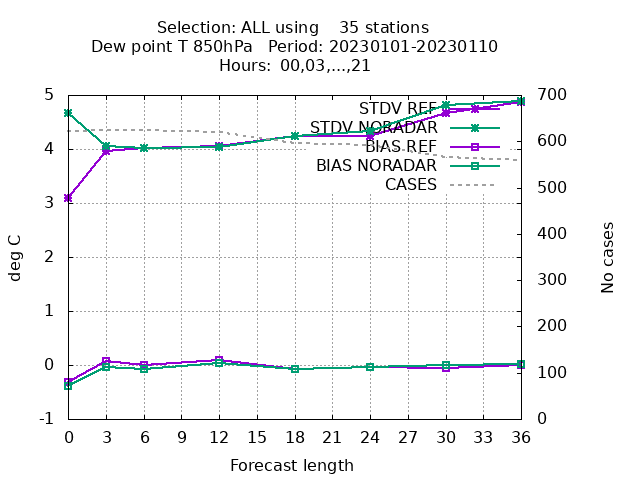 Selection: ALL using    35 stations
Dew point T 850hPa   Period: 20230101-20230110
Hours: 00,03,...,21
STDV REF
STDV NORADAR
BIAS REF
BIAS NORADAR
CASES
5
4
3
2
1
0
-1
deg C
700
600
500
400
300
200
100
0
No cases
0 3 6 9 12 15 18 21 24 27 30 33 36
Forecast length